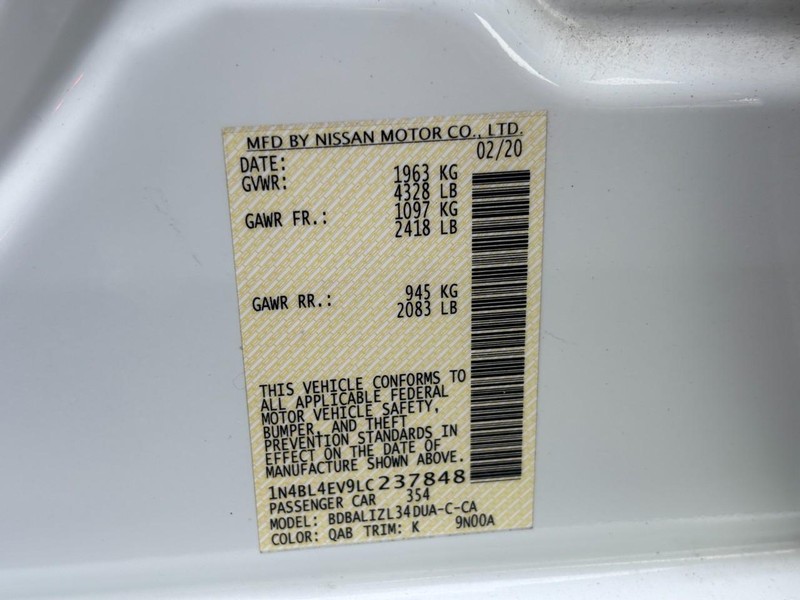 MFD BY NISSAN MOTOR CO., LTD.
DATE: 02/20
GVWR: 1963 KG
4328 LB
GAWR FR.: 1097 KG
2418 LB
GAWR RR.: 945 KG
2083 LB
THIS VEHICLE CONFORMS TO
ALL APPLICABLE FEDERAL
MOTOR VEHICLE SAFETY,
BUMPER, AND THEFT
PREVENTION STANDARDS IN
EFFECT ON THE DATE OF
MANUFACTURE SHOWN ABOVE.
1N4BL4EV9LC237848
PASSENGER CAR 354
MODEL: BDBALIZL34DUA-C-CA
COLOR: QAB TRIM: K 9N00A